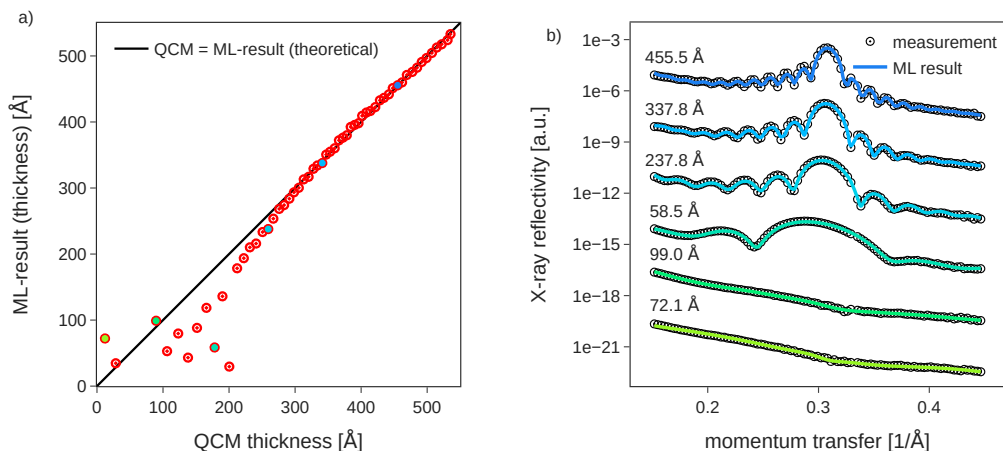 a)
QCM = ML-result (theoretical)
ML-result (thickness) [Å]
500
400
300
200
100
0
0 100 200 300 400 500
QCM thickness [Å]
b)
measurement
ML result
X-ray reflectivity [a.u.]
1e−3
1e−6
1e−9
1e−12
1e−15
1e−18
1e−21
455.5 Å
337.8 Å
237.8 Å
58.5 Å
99.0 Å
72.1 Å
0.2 0.3 0.4
momentum transfer [1/Å]